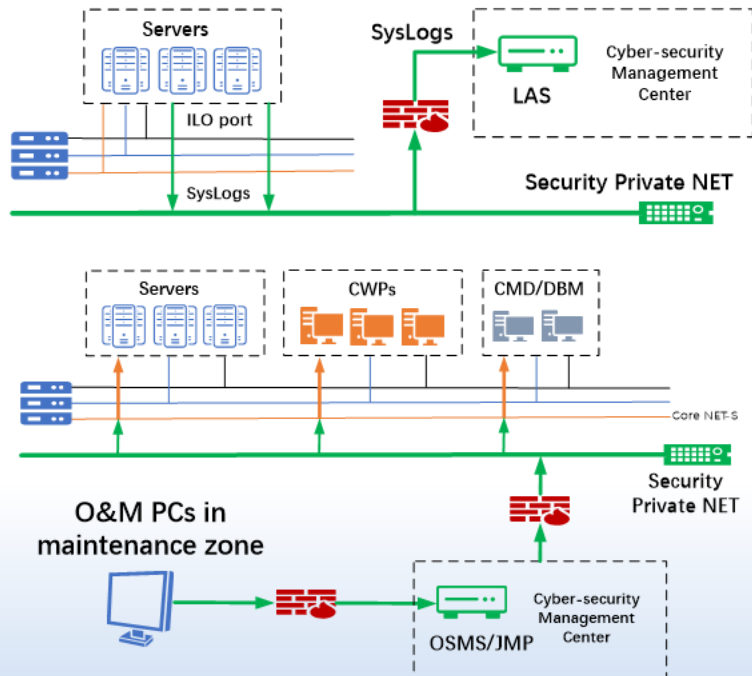 Servers
SysLogs
Cyber-security
Management
Center
LAS
ILO port
SysLogs
Security Private NET
Servers
CWPs
CMD/DBM
Core NET-S
Security
Private NET
O&M PCs in
maintenance zone
Cyber-security
Management
Center
OSMS/JMP